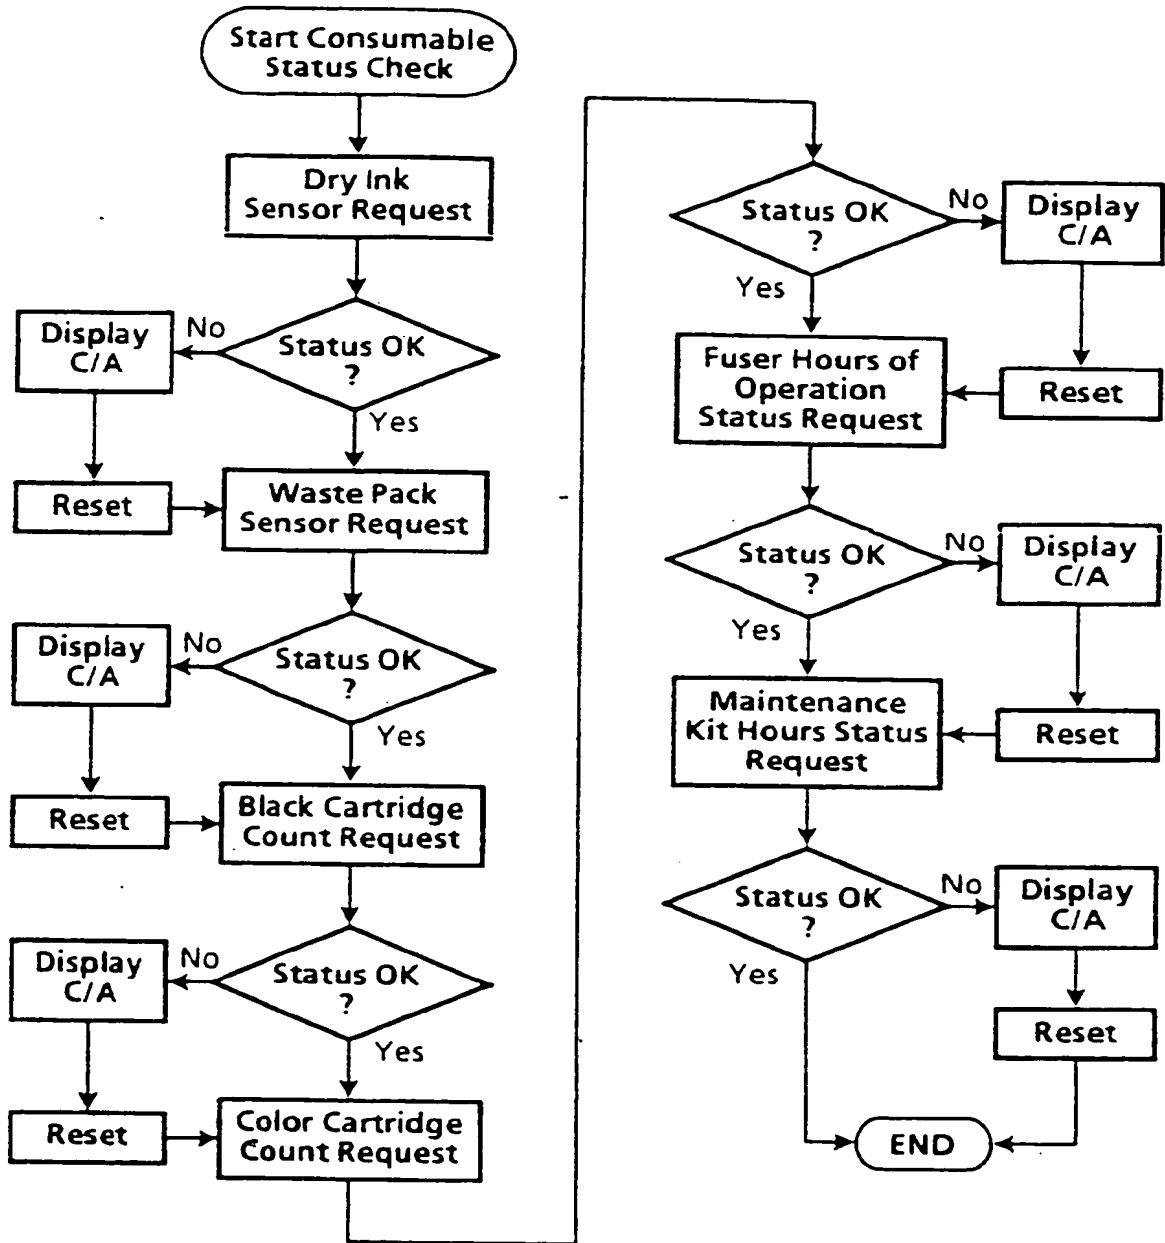 Start Consumable
Status Check
Dry Ink
Sensor Request
Status OK
?
No
Display
C/A
Reset
Yes
Waste Pack
Sensor Request
Status OK
?
No
Display
C/A
Reset
Yes
Black Cartridge
Count Request
Status OK
?
No
Display
C/A
Reset
Yes
Color Cartridge
Count Request
Status OK
?
No
Display
C/A
Reset
Yes
Fuser Hours of
Operation
Status Request
Status OK
?
No
Display
C/A
Reset
Yes
Maintenance
Kit Hours Status
Request
Status OK
?
No
Display
C/A
Reset
Yes
END